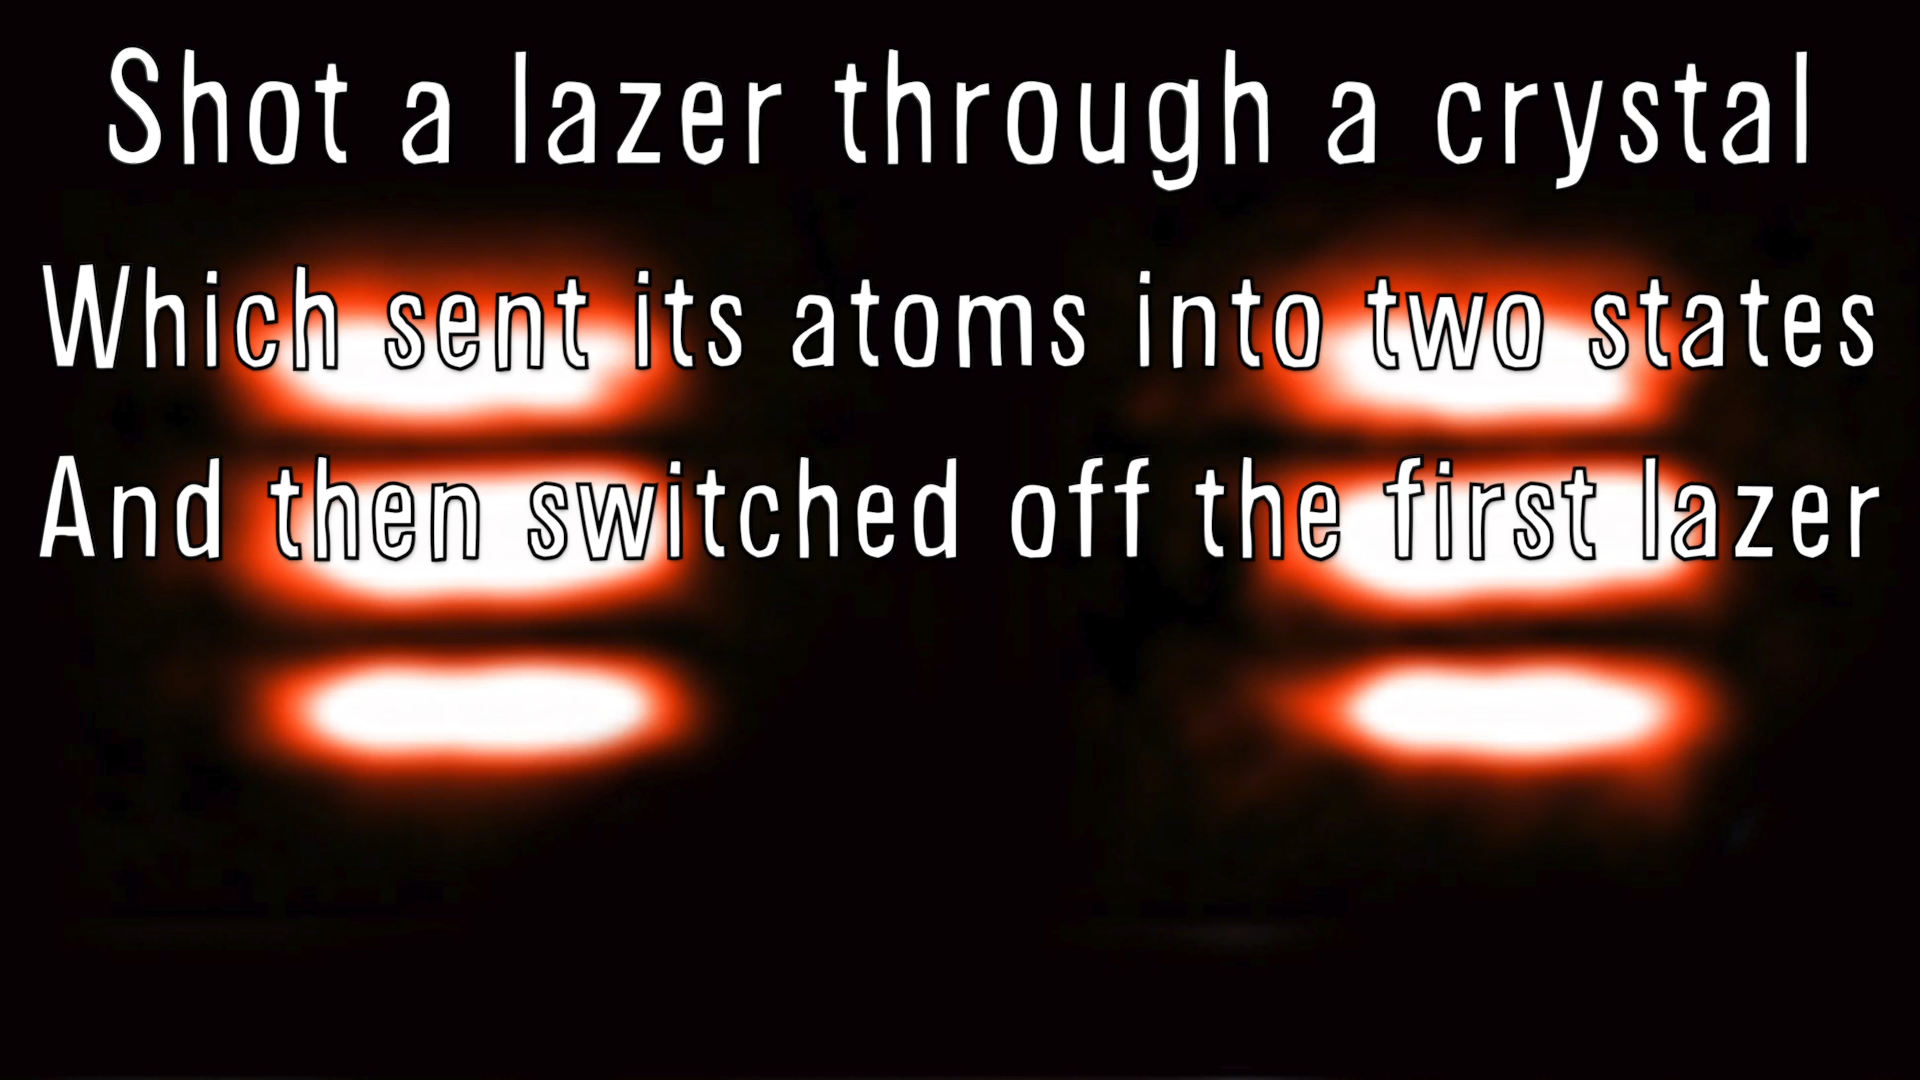 Shot a lazer through a crystal
Which sent its atoms into two states
And then switched off the first lazer